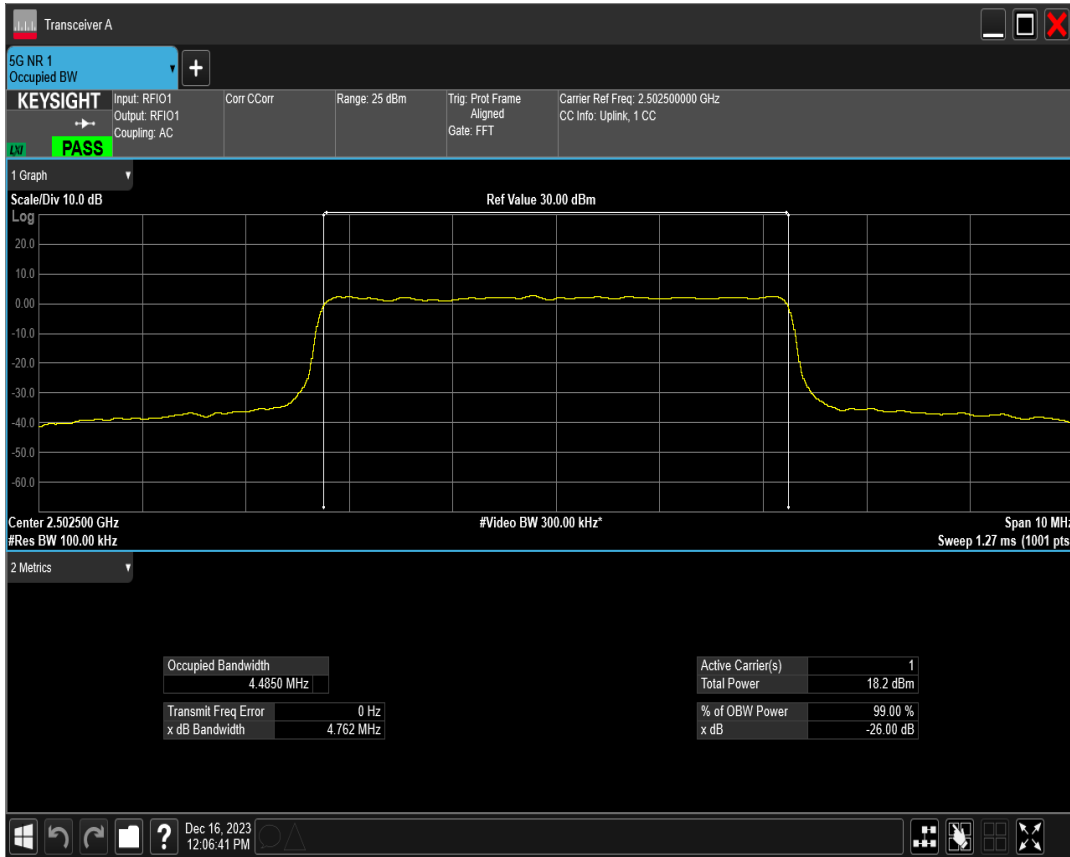 Transceiver A
5G NR 1
Occupied BW
KEYSIGHT
Input: RFIO1
Output: RFIO1
Coupling: AC
Corr CCorr
Range: 25 dBm
Trig: Prot Frame
Aligned
Gate: FFT
Carrier Ref Freq: 2.502500000 GHz
CC Info: Uplink, 1 CC
LXI
PASS
1 Graph
Scale/Div 10.0 dB
Ref Value 30.00 dBm
Log
20.0
10.0
0.00
-10.0
-20.0
-30.0
-40.0
-50.0
-60.0
Center 2.502500 GHz
#Video BW 300.00 kHz*
Span 10 MHz
#Res BW 100.00 kHz
Sweep 1.27 ms (1001 pts
2 Metrics
Occupied Bandwidth
4.4850 MHz
Transmit Freq Error 0 Hz
x dB Bandwidth 4.762 MHz
Active Carrier(s) 1
Total Power 18.2 dBm
% of OBW Power 99.00 %
x dB -26.00 dB
?
Dec 16, 2023
12:06:41 PM